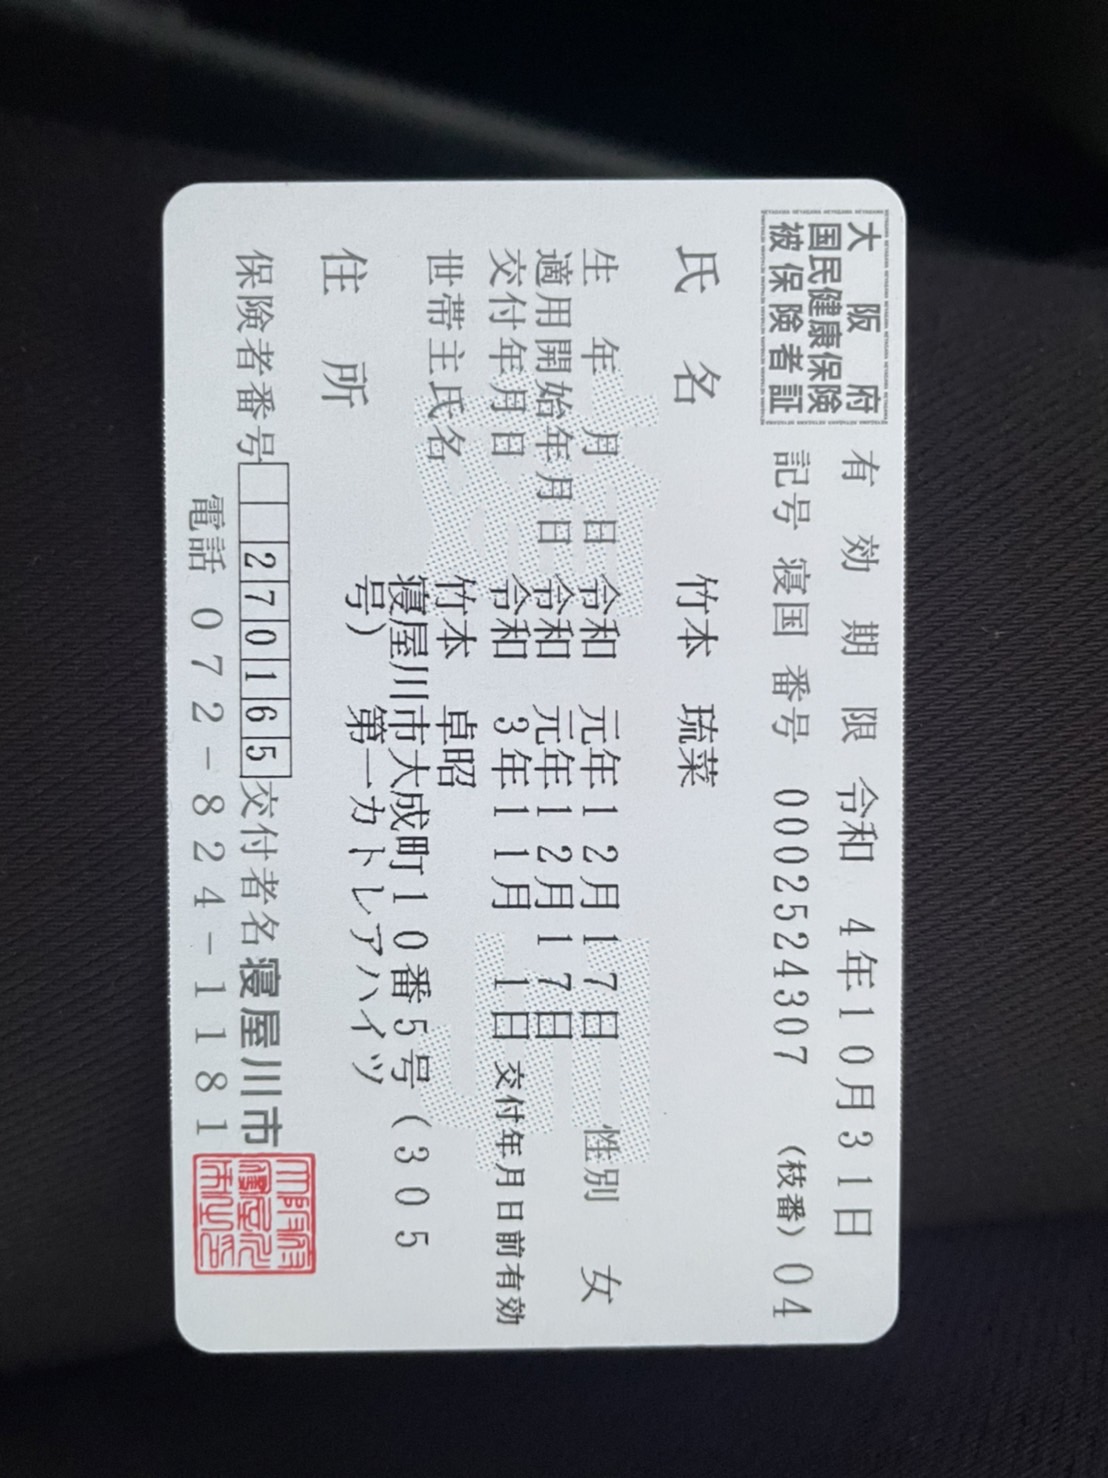 大阪府
国民健康保険
被保険者証
有効期限 令和 4年10月31日
記号 寝国 番号 0002524307 (枝番)04
氏名 竹本 琉菜
生年月日 令和 元年12月17日 性別 女
適用開始年月日 令和 元年12月17日
交付年月日 令和 3年11月 1日 交付年月日前有効
世帯主氏名 竹本 卓昭
住所 寝屋川市大成町10番5号(305
号) 第一カトレアハイツ
保険者番号 270165 交付者名 寝屋川市
電話 072-824-1181